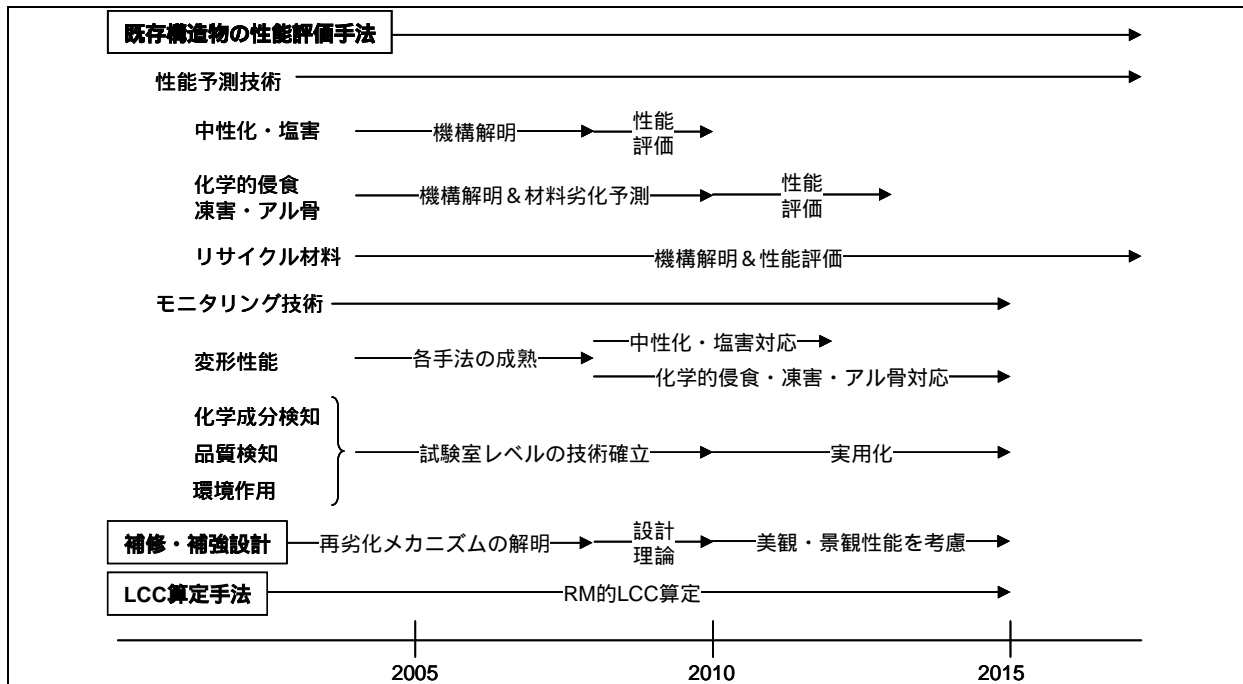 既存構造物の性能評価手法
性能予測技術
中性化・塩害
機構解明
性能
評価
化学的侵食
凍害・アル骨
機構解明＆材料劣化予測
性能
評価
リサイクル材料
機構解明＆性能評価
モニタリング技術
変形性能
各手法の成熟
中性化・塩害対応
化学的侵食・凍害・アル骨対応
化学成分検知
品質検知
環境作用
試験室レベルの技術確立
実用化
補修・補強設計
再劣化メカニズムの解明
設計
理論
美観・景観性能を考慮
LCC算定手法
RM的LCC算定
2005
2010
2015